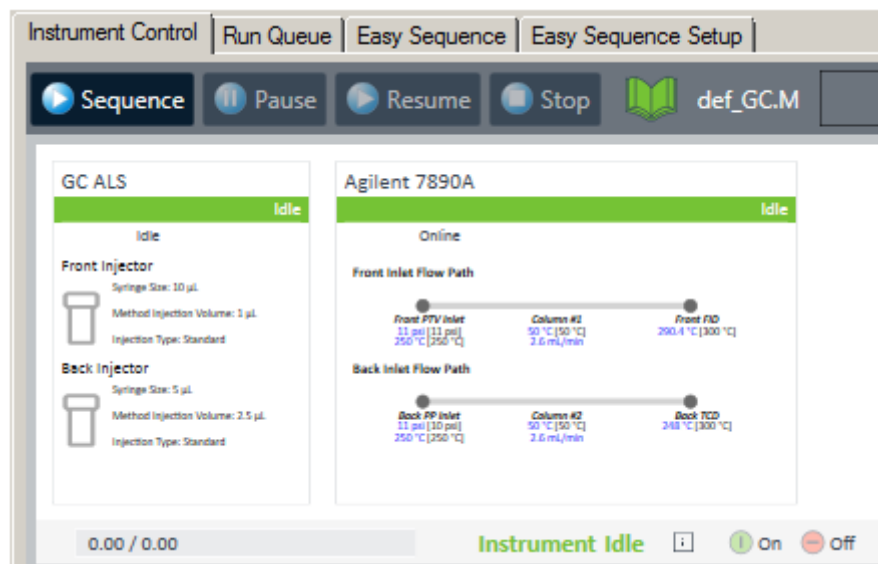 Instrument Control Run Queue Easy Sequence Easy Sequence Setup
Sequence Pause Resume Stop def_GC.M
GC ALS
Idle
Idle
Front Injector
Syringe Size: 10 µL
Method Injection Volume: 1 µL
Injection Type: Standard
Back Injector
Syringe Size: 5 µL
Method Injection Volume: 2.5 µL
Injection Type: Standard
Agilent 7890A
Idle
Online
Front Inlet Flow Path
Front PTV Inlet Column #1 Front FID
11 psi [11 psi] 50 °C [50 °C] 290.4 °C [300 °C]
250 °C [250 °C] 2.6 mL/min
Back Inlet Flow Path
Back PP Inlet Column #2 Back TCD
11 psi [10 psi] 50 °C [50 °C] 248 °C [300 °C]
250 °C [250 °C] 2.6 mL/min
0.00 / 0.00 Instrument Idle i On Off